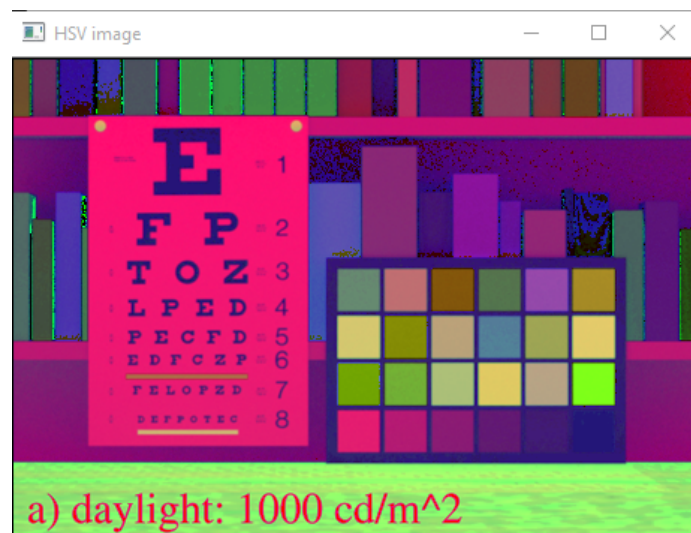 HSV image
E 1
F P 2
T O Z 3
L P E D 4
P E C F D 5
E D F C Z P 6
F E L O P Z D 7
D E F P O T E C 8
a) daylight: 1000 cd/m^2